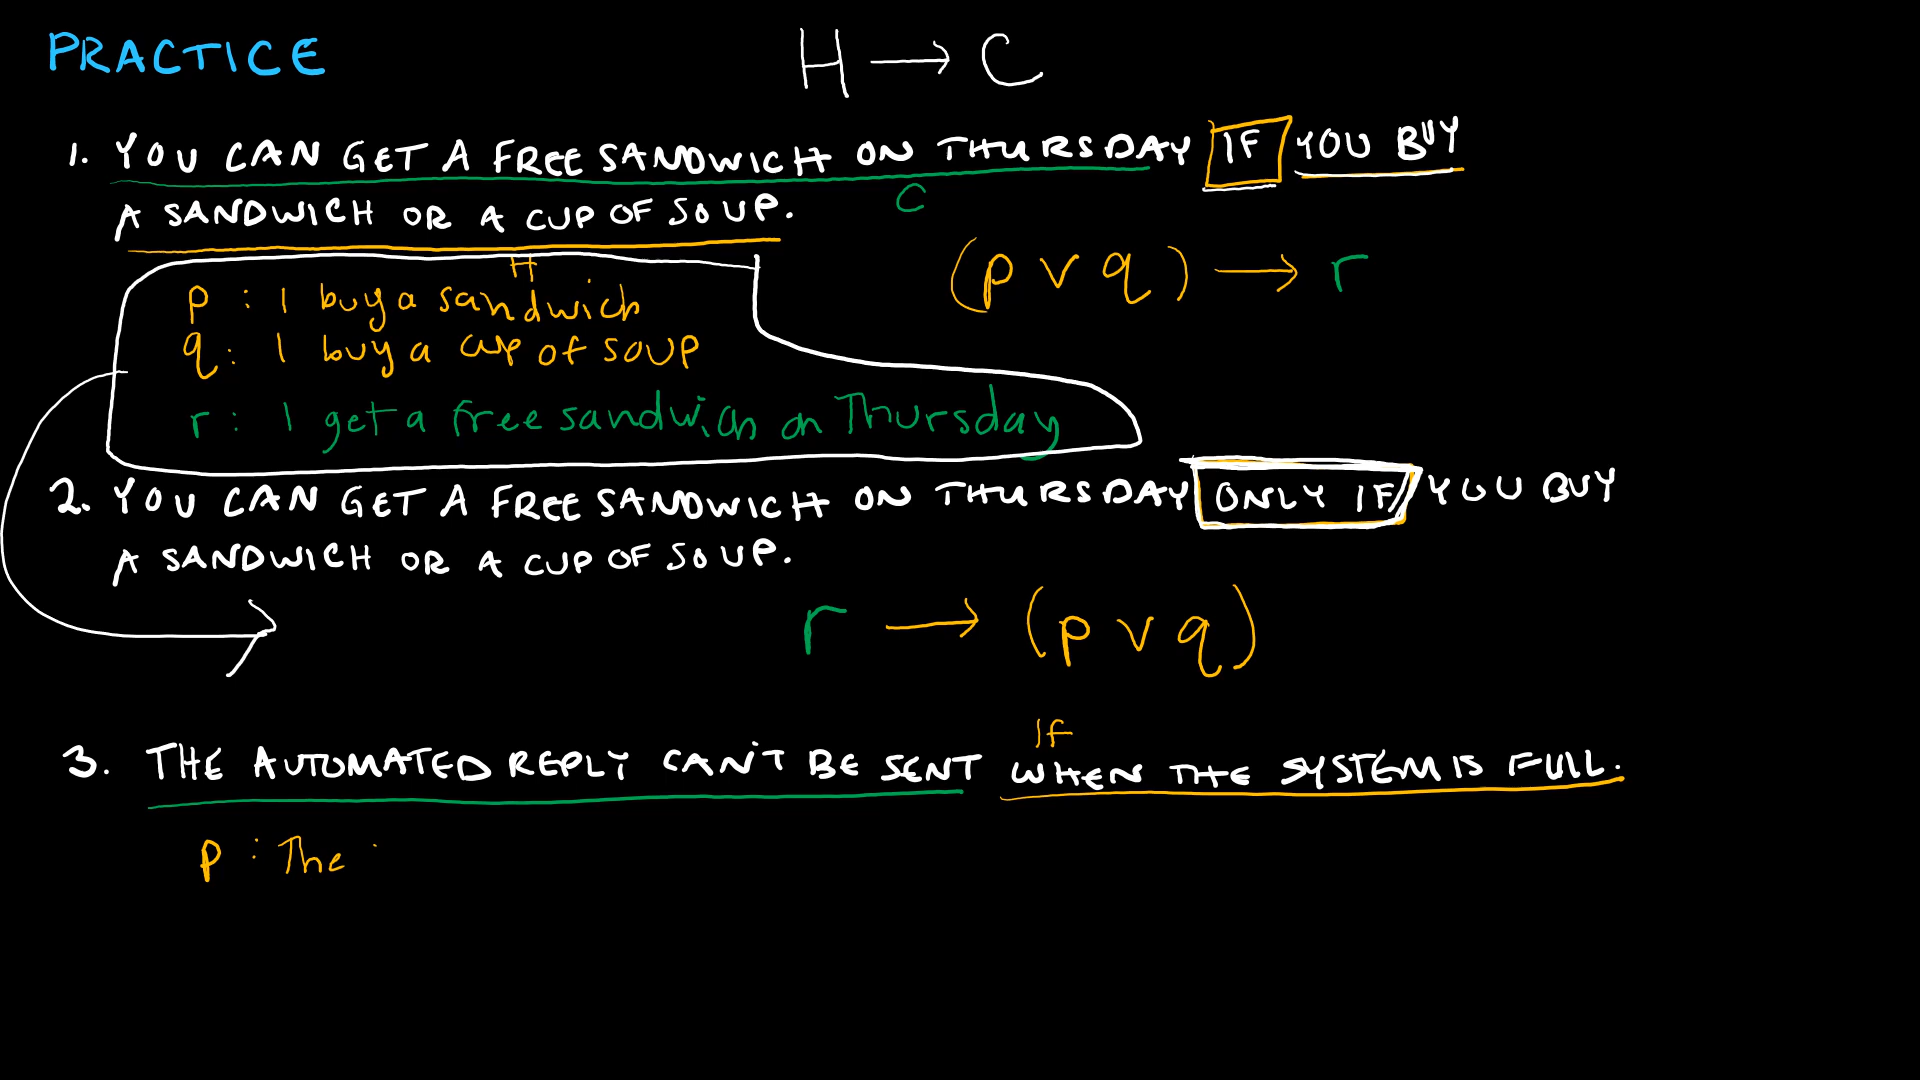 PRACTICE
H → C
1. YOU CAN GET A FREE SANDWICH ON THURSDAY IF YOU BUY
A SANDWICH OR A CUP OF SOUP.
C
H
(p ∨ q) → r
p : I buy a sandwich
q : I buy a cup of soup
r : I get a free sandwich on Thursday
2. YOU CAN GET A FREE SANDWICH ON THURSDAY ONLY IF YOU BUY
A SANDWICH OR A CUP OF SOUP.
r → (p ∨ q)
If
3. THE AUTOMATED REPLY CAN'T BE SENT WHEN THE SYSTEM IS FULL.
p : The